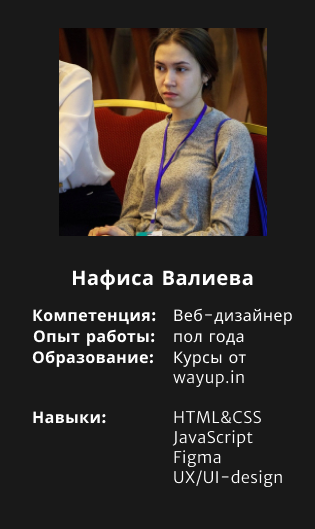 Нафиса Валиева
Компетенция: Веб-дизайнер
Опыт работы: пол года
Образование: Курсы от
wayup.in
Навыки: HTML&CSS
JavaScript
Figma
UX/UI-design